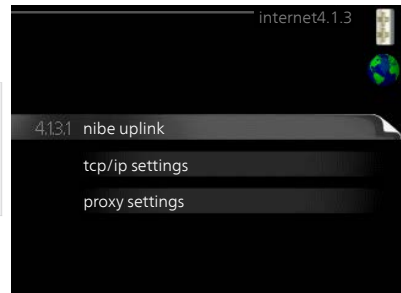 internet4.1.3
4.1.3.1 nibe uplink
tcp/ip settings
proxy settings